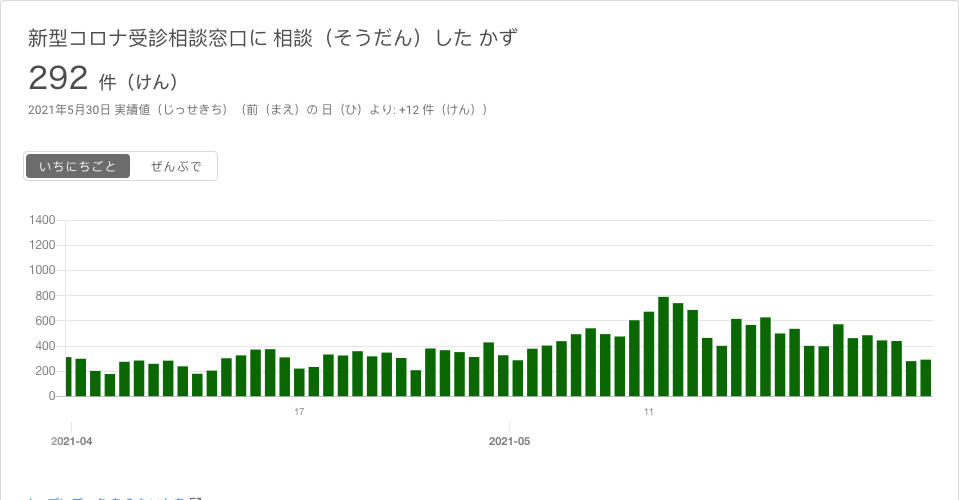 新型コロナ受診相談窓口に 相談（そうだん）した かず
292 件（けん）
2021年5月30日 実績値（じっせきち）（前（まえ）の 日（ひ）より: +12 件（けん））
いちにちごと ぜんぶで
1400
1200
1000
800
600
400
200
0
17 11
2021-04 2021-05